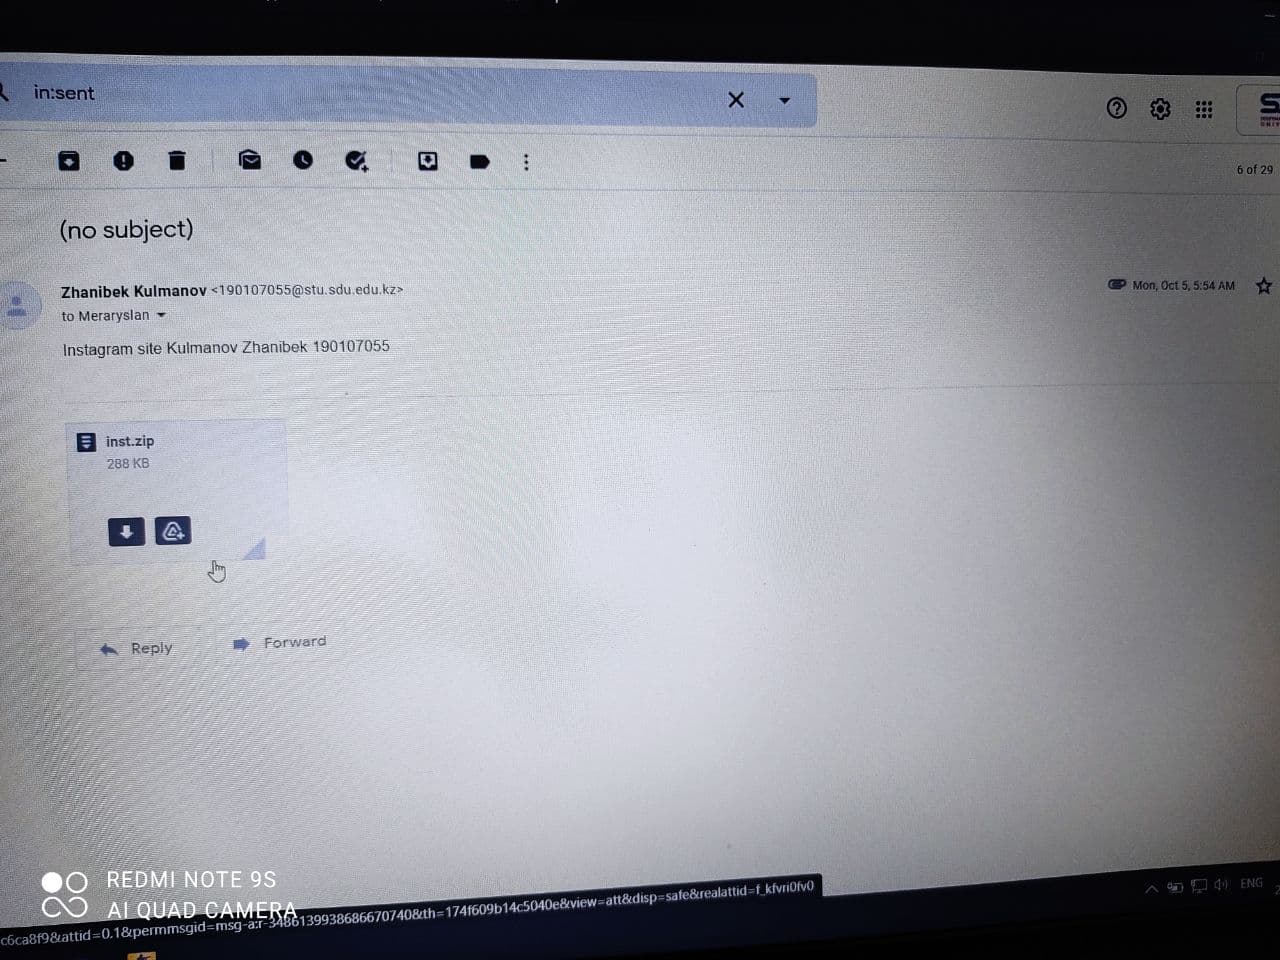 in:sent
6 of 29
(no subject)
Zhanibek Kulmanov <190107055@stu.sdu.edu.kz>
Mon, Oct 5, 5:54 AM
to Meraryslan
Instagram site Kulmanov Zhanibek 190107055
inst.zip
288 KB
Reply
Forward
REDMI NOTE 9S
AI QUAD CAMERA
c6ca8f9&attid=0.1&permmsgid=msg-a:r-3486139938686670740&th=174f609b14c5040e&view=att&disp=safe&realattid=f_kfvri0fv0
ENG